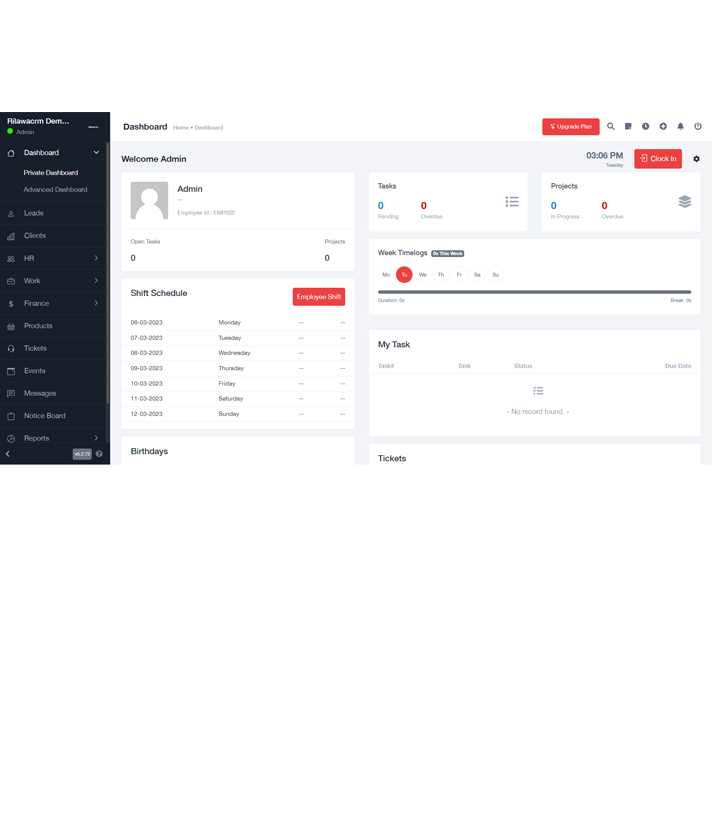 Rilawacrm Dem...
Admin
Dashboard
Private Dashboard
Advanced Dashboard
Leads
Clients
HR
Work
$ Finance
Products
Tickets
Events
Messages
Notice Board
Reports
v5.2.72
Dashboard Home • Dashboard
Upgrade Plan
Welcome Admin
03:06 PM
Tuesday
Clock In
Admin
--
Employee Id : EMP002
Open Tasks Projects
0 0
Tasks
0 0
Pending Overdue
Projects
0 0
In Progress Overdue
Week Timelogs 0s This Week
Mo Tu We Th Fr Sa Su
Duration: 0s Break: 0s
Shift Schedule Employee Shift
06-03-2023 Monday -- --
07-03-2023 Tuesday -- --
08-03-2023 Wednesday -- --
09-03-2023 Thursday -- --
10-03-2023 Friday -- --
11-03-2023 Saturday -- --
12-03-2023 Sunday -- --
My Task
Task# Task Status Due Date
- No record found. -
Birthdays
Tickets